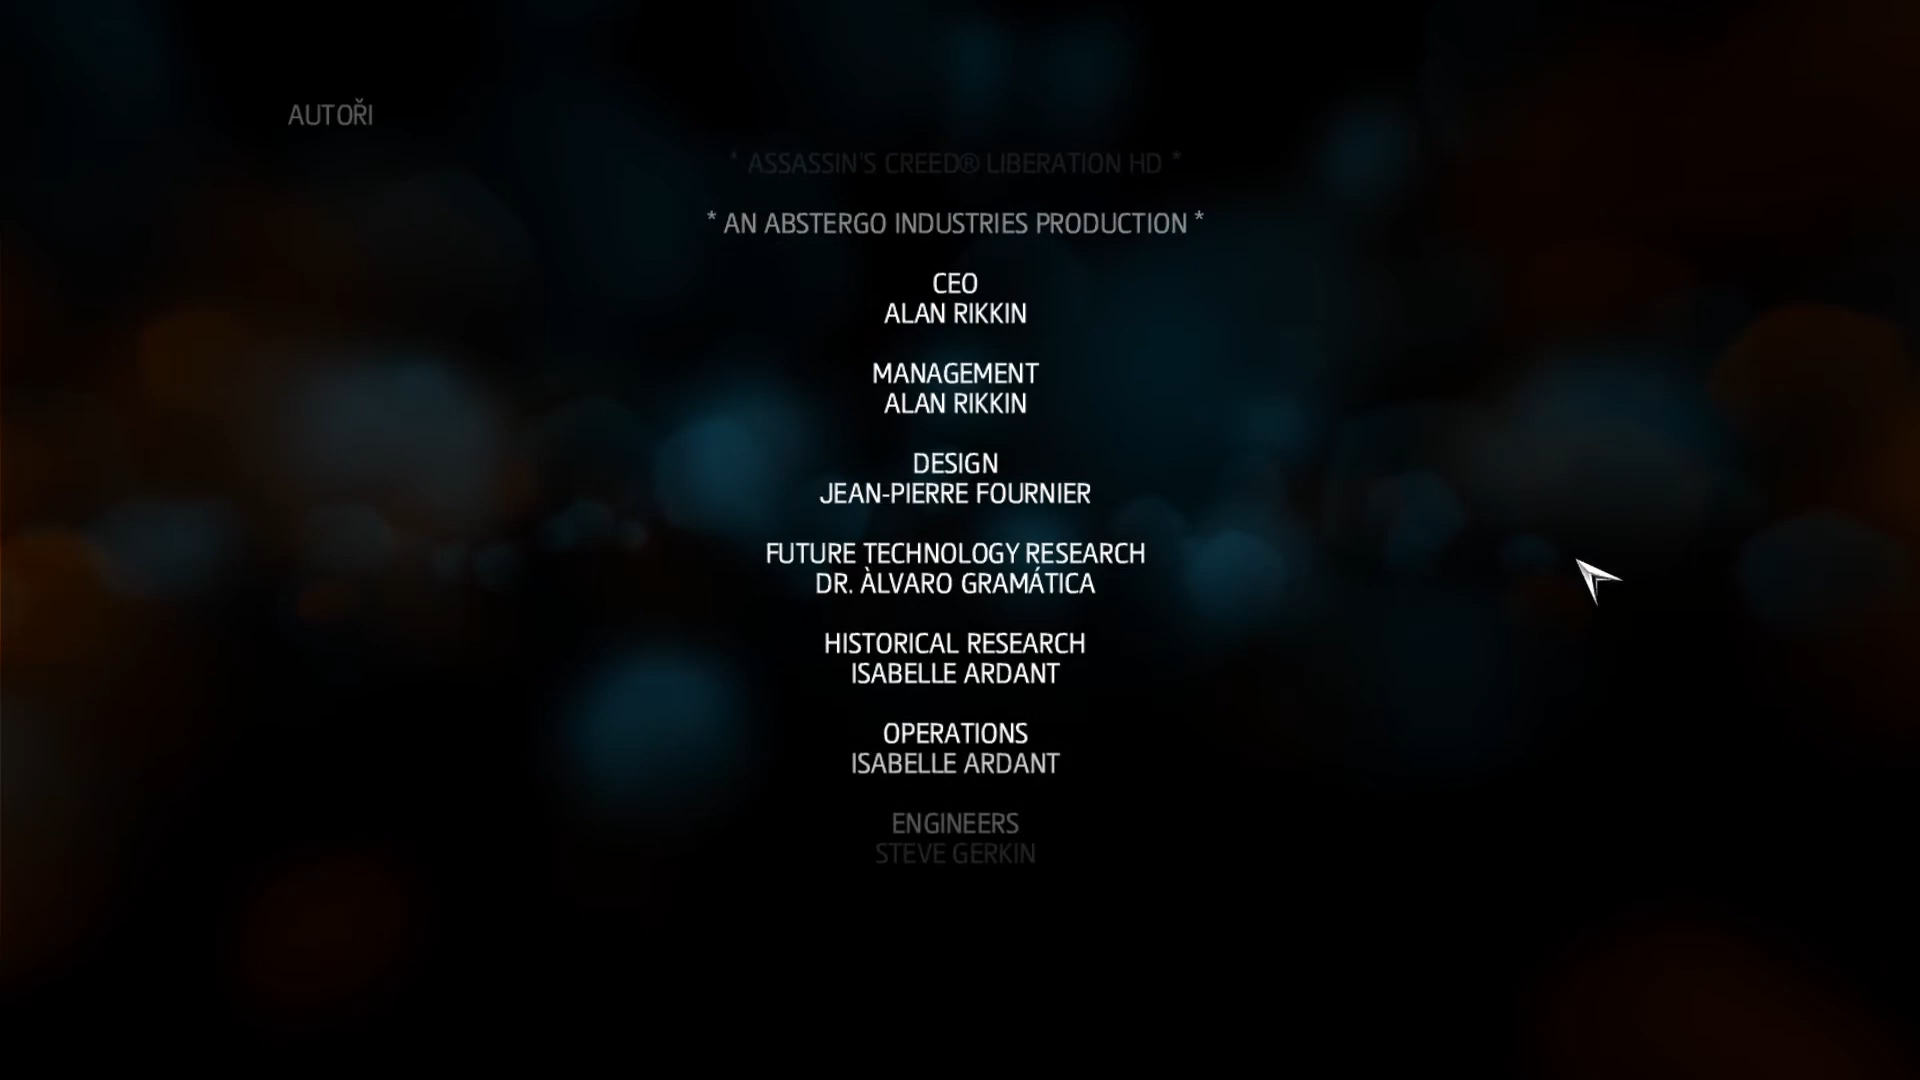 AUTOŘI
* ASSASSIN'S CREED® LIBERATION HD *
* AN ABSTERGO INDUSTRIES PRODUCTION *
CEO
ALAN RIKKIN
MANAGEMENT
ALAN RIKKIN
DESIGN
JEAN-PIERRE FOURNIER
FUTURE TECHNOLOGY RESEARCH
DR. ÀLVARO GRAMÁTICA
HISTORICAL RESEARCH
ISABELLE ARDANT
OPERATIONS
ISABELLE ARDANT
ENGINEERS
STEVE GERKIN